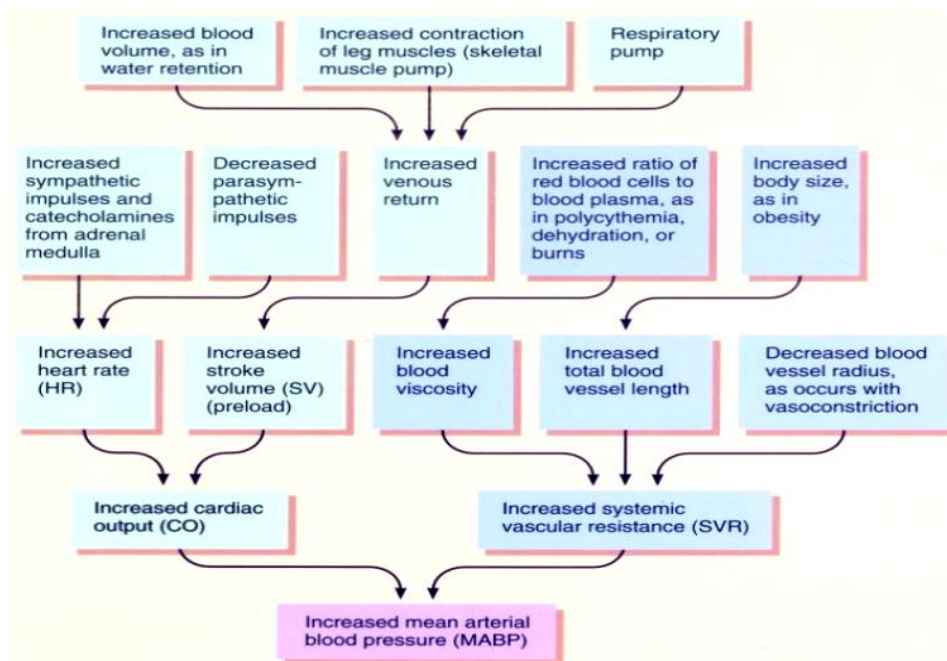 Increased blood
volume, as in
water retention
Increased contraction
of leg muscles (skeletal
muscle pump)
Respiratory
pump
Increased
sympathetic
impulses and
catecholamines
from adrenal
medulla
Decreased
parasym-
pathetic
impulses
Increased
venous
return
Increased ratio of
red blood cells to
blood plasma, as
in polycythemia,
dehydration, or
burns
Increased
body size,
as in
obesity
Increased
heart rate
(HR)
Increased
stroke
volume (SV)
(preload)
Increased
blood
viscosity
Increased
total blood
vessel length
Decreased blood
vessel radius,
as occurs with
vasoconstriction
Increased cardiac
output (CO)
Increased systemic
vascular resistance (SVR)
Increased mean arterial
blood pressure (MABP)